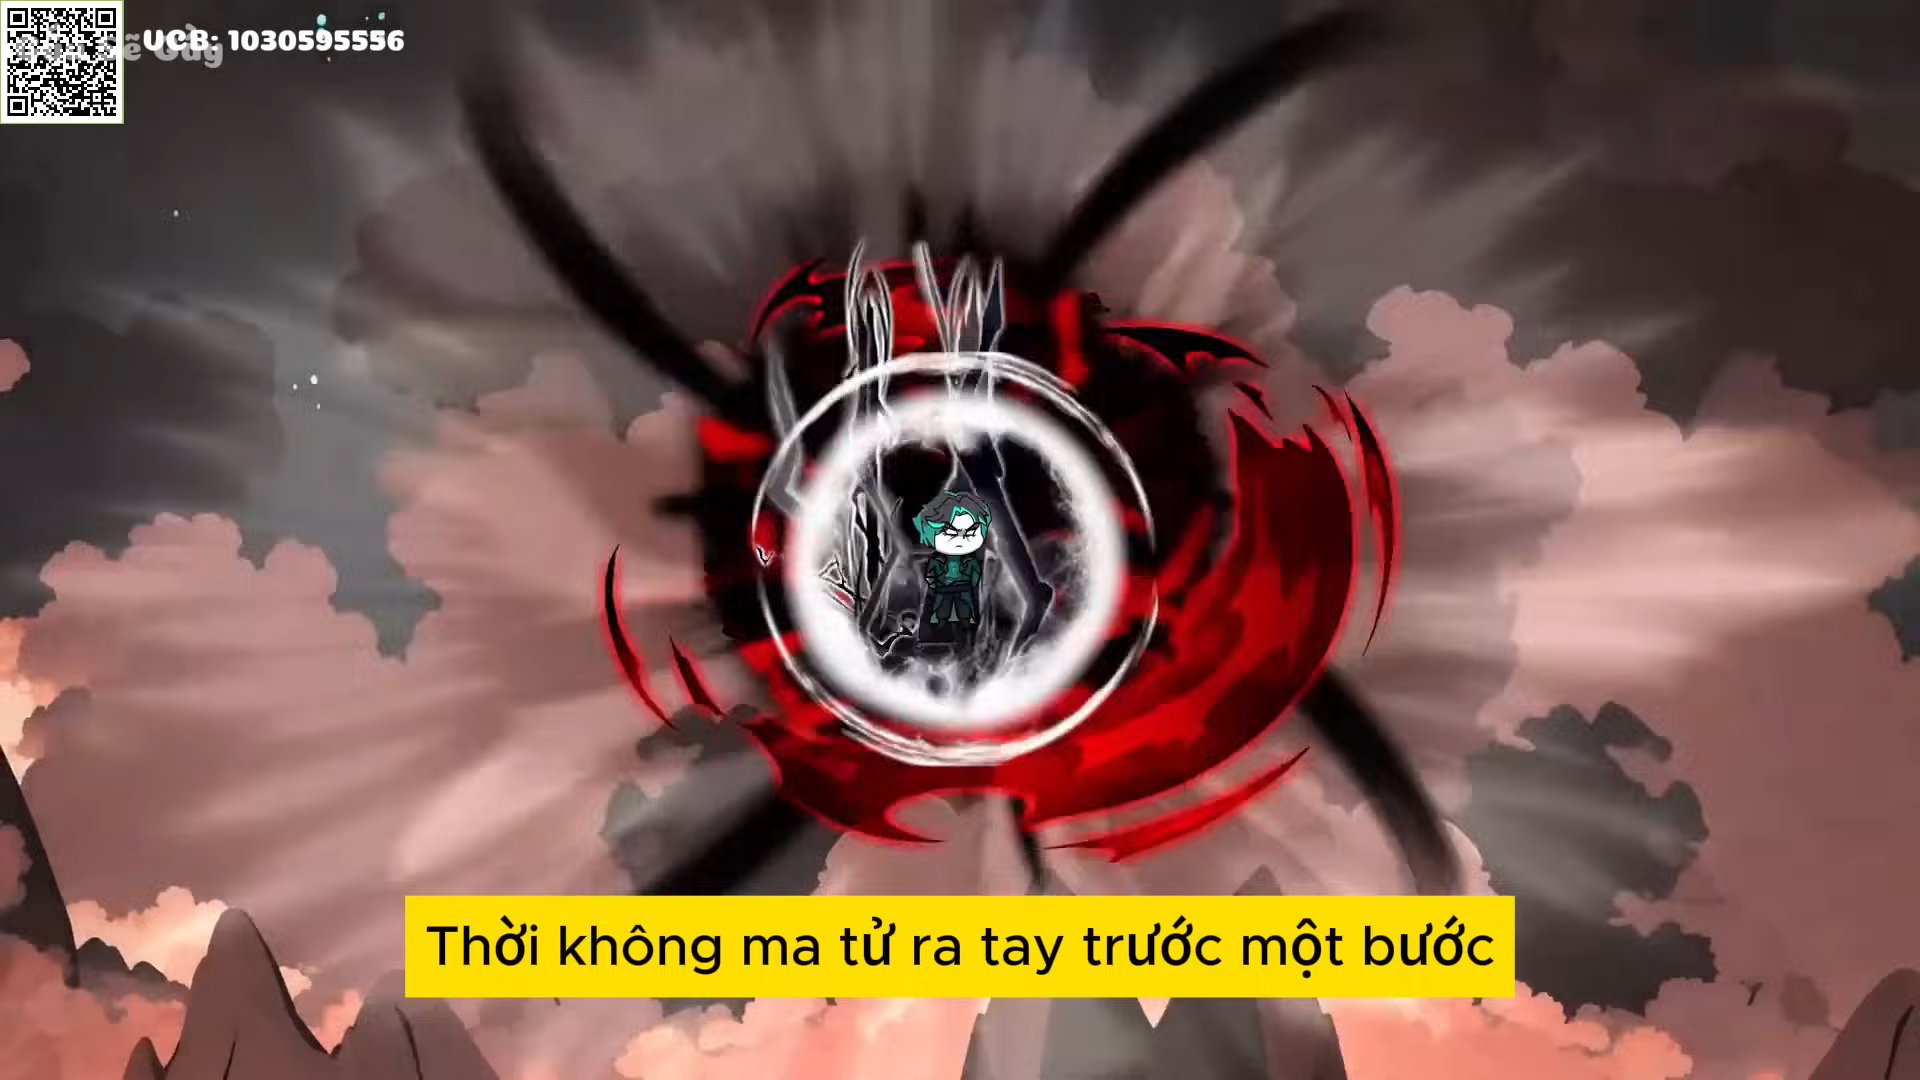 UCB: 1030595556
Thời không ma tử ra tay trước một bước